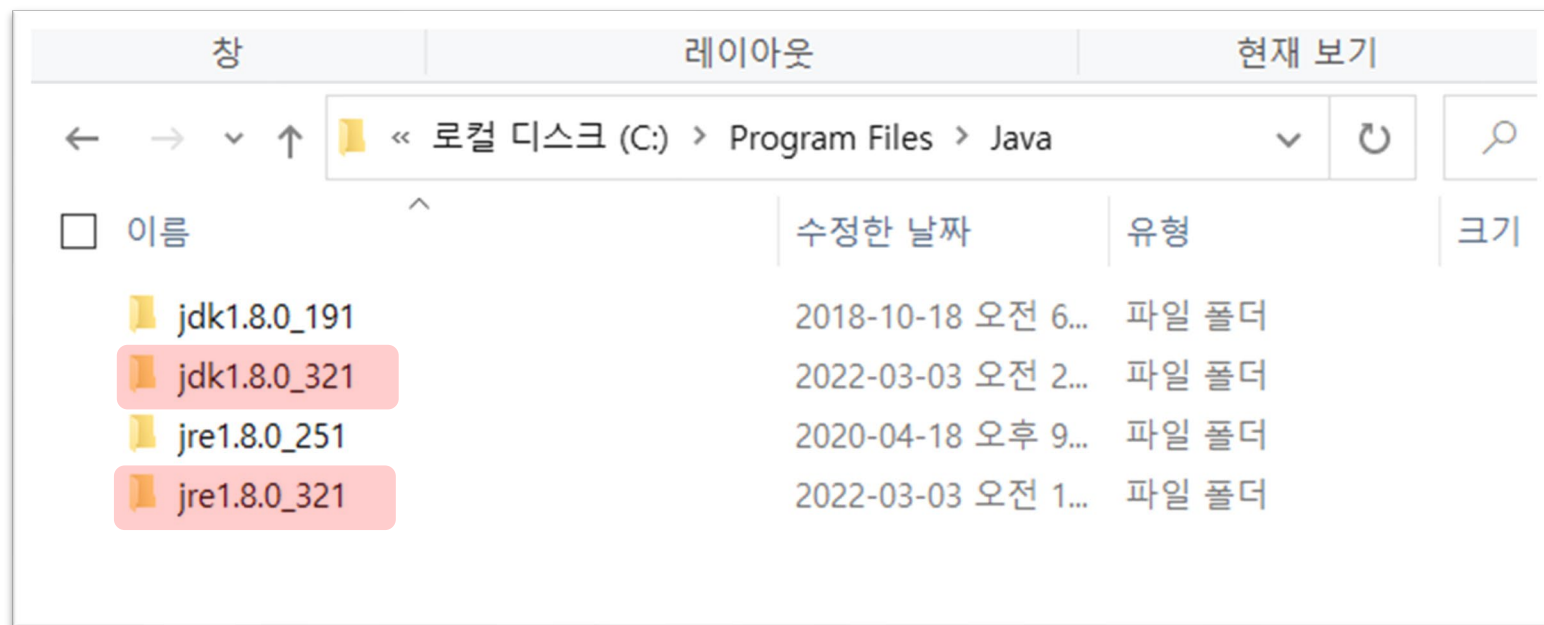 창 레이아웃 현재 보기
« 로컬 디스크 (C:) > Program Files > Java
이름 수정한 날짜 유형 크기
jdk1.8.0_191 2018-10-18 오전 6... 파일 폴더
jdk1.8.0_321 2022-03-03 오전 2... 파일 폴더
jre1.8.0_251 2020-04-18 오후 9... 파일 폴더
jre1.8.0_321 2022-03-03 오전 1... 파일 폴더